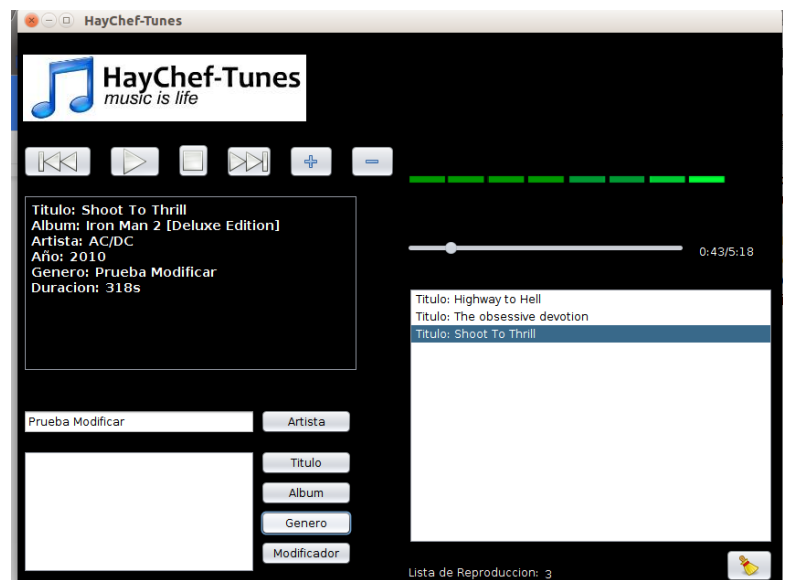 HayChef-Tunes
HayChef-Tunes
music is life
Titulo: Shoot To Thrill
Album: Iron Man 2 [Deluxe Edition]
Artista: AC/DC
Año: 2010
Genero: Prueba Modificar
Duracion: 318s
0:43/5:18
Titulo: Highway to Hell
Titulo: The obsessive devotion
Titulo: Shoot To Thrill
Prueba Modificar
Artista
Titulo
Album
Genero
Modificador
Lista de Reproduccion: 3